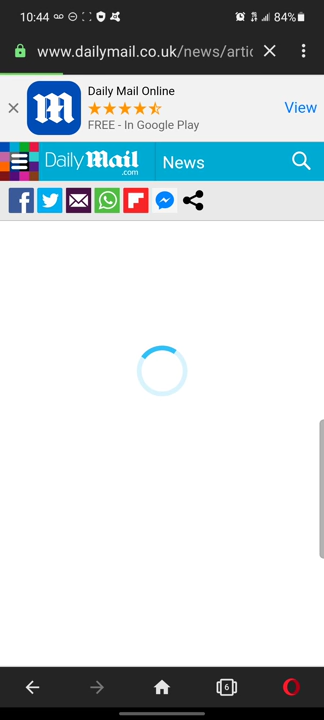 10:44
84%
www.dailymail.co.uk/news/artic
Daily Mail Online
FREE - In Google Play
View
M
Daily Mail
.com
News
f
6